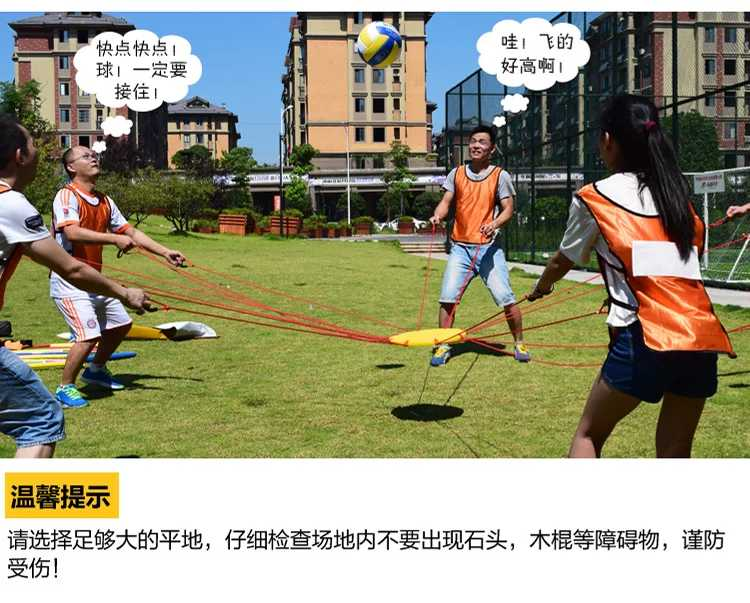 快点快点！
球！一定要
接住！
哇！飞的
好高啊！
温馨提示
请选择足够大的平地，仔细检查场地内不要出现石头，木棍等障碍物，谨防
受伤！